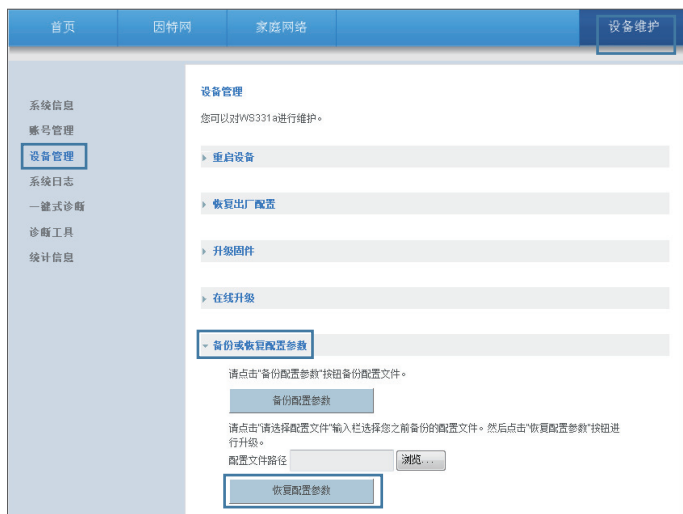 首页 因特网 家庭网络 设备维护
系统信息
账号管理
设备管理
系统日志
一键式诊断
诊断工具
统计信息
设备管理
您可以对WS331a进行维护。
重启设备
恢复出厂配置
升级固件
在线升级
备份或恢复配置参数
请点击"备份配置参数"按钮备份配置文件。
备份配置参数
请点击"请选择配置文件"输入栏选择您之前备份的配置文件。然后点击"恢复配置参数"按钮进
行升级。
配置文件路径 浏览...
恢复配置参数